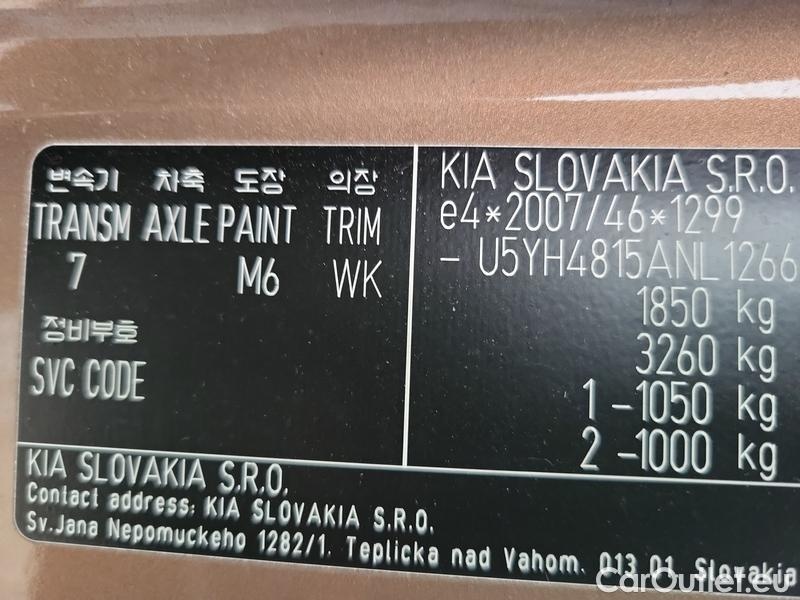 변속기 차축 도장 의장
TRANSM AXLE PAINT TRIM
7 M6 WK
정비부호
SVC CODE
KIA SLOVAKIA S.R.O.
e4*2007/46*1299
- U5YH4815ANL1266
1850 kg
3260 kg
1 -1050 kg
2 -1000 kg
KIA SLOVAKIA S.R.O.
Contact address: KIA SLOVAKIA S.R.O.
Sv.Jana Nepomuckeho 1282/1. Teplicka nad Vahom. 013 01. Slovakia
CarOutlet.eu